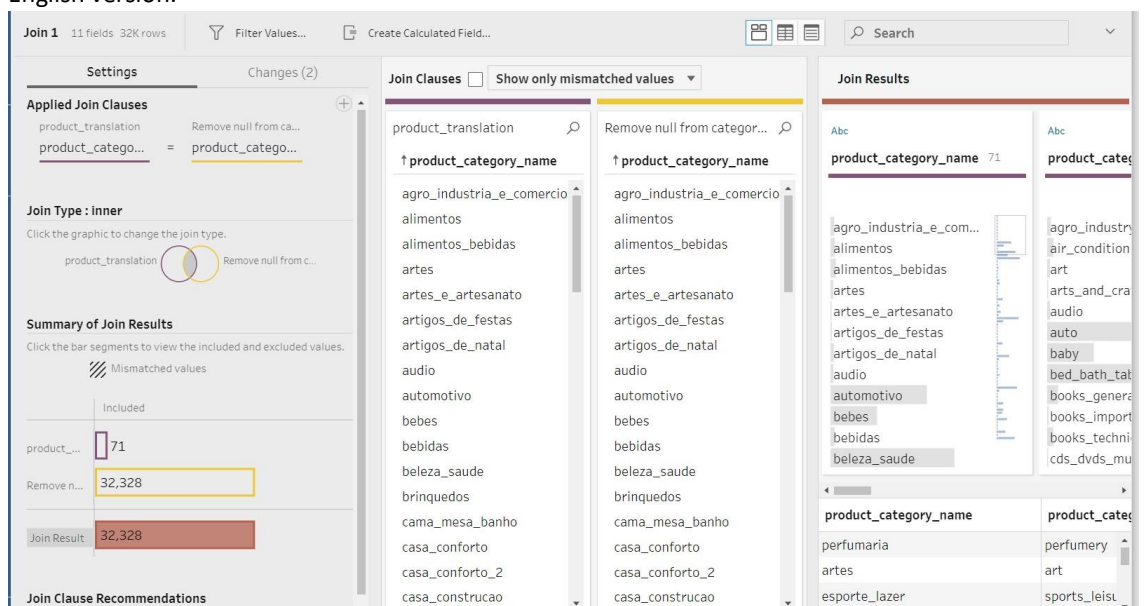 English version.
Join 1 11 fields 32K rows Filter Values... Create Calculated Field... Search
Settings Changes (2)
Applied Join Clauses
product_translation Remove null from ca...
product_catego... = product_catego...
Join Type : inner
Click the graphic to change the join type.
product_translation Remove null from c...
Summary of Join Results
Click the bar segments to view the included and excluded values.
Mismatched values
Included
product_... 71
Remove n... 32,328
Join Result 32,328
Join Clause Recommendations
Join Clauses Show only mismatched values
product_translation
product_category_name
agro_industria_e_comercio
alimentos
alimentos_bebidas
artes
artes_e_artesanato
artigos_de_festas
artigos_de_natal
audio
automotivo
bebes
bebidas
beleza_saude
brinquedos
cama_mesa_banho
casa_conforto
casa_conforto_2
casa_construcao
Remove null from categor...
product_category_name
agro_industria_e_comercio
alimentos
alimentos_bebidas
artes
artes_e_artesanato
artigos_de_festas
artigos_de_natal
audio
automotivo
bebes
bebidas
beleza_saude
brinquedos
cama_mesa_banho
casa_conforto
casa_conforto_2
casa_construcao
Join Results
Abc
product_category_name 71
agro_industria_e_com...
alimentos
alimentos_bebidas
artes
artes_e_artesanato
artigos_de_festas
artigos_de_natal
audio
automotivo
bebes
bebidas
beleza_saude
Abc
product_categ
agro_industry
air_condition
art
arts_and_cra
audio
auto
baby
bed_bath_tab
books_genera
books_import
books_techni
cds_dvds_mu
product_category_name product_categ
perfumaria perfumery
artes art
esporte_lazer sports_leisu